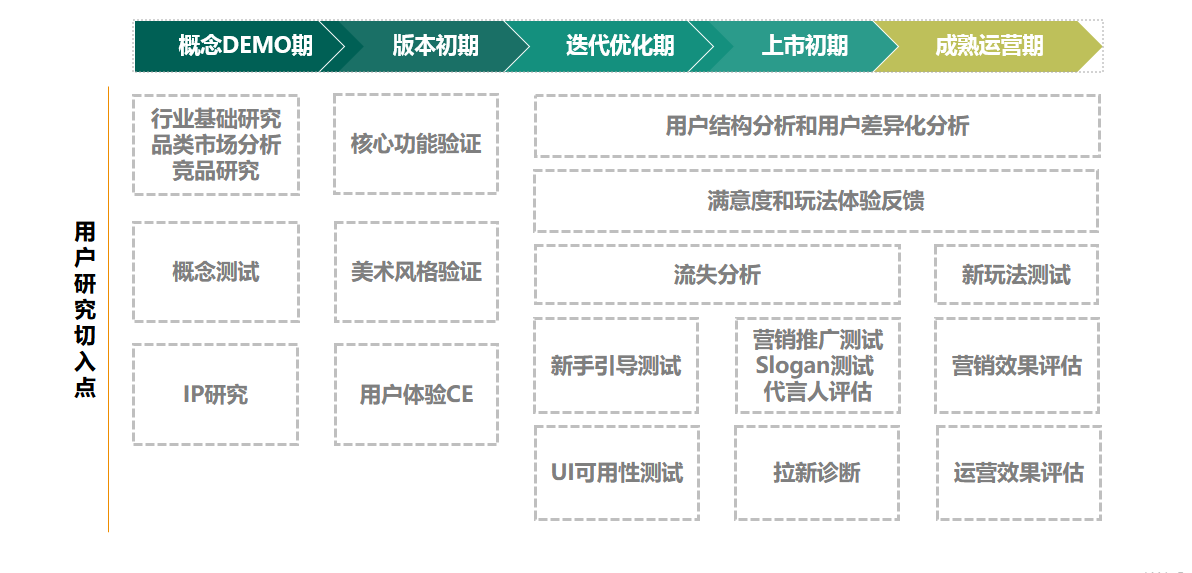 概念DEMO期
版本初期
迭代优化期
上市初期
成熟运营期
用户研究切入点
行业基础研究
品类市场分析
竞品研究
核心功能验证
用户结构分析和用户差异化分析
满意度和玩法体验反馈
概念测试
美术风格验证
流失分析
新玩法测试
IP研究
用户体验CE
新手引导测试
营销推广测试
Slogan测试
代言人评估
营销效果评估
UI可用性测试
拉新诊断
运营效果评估